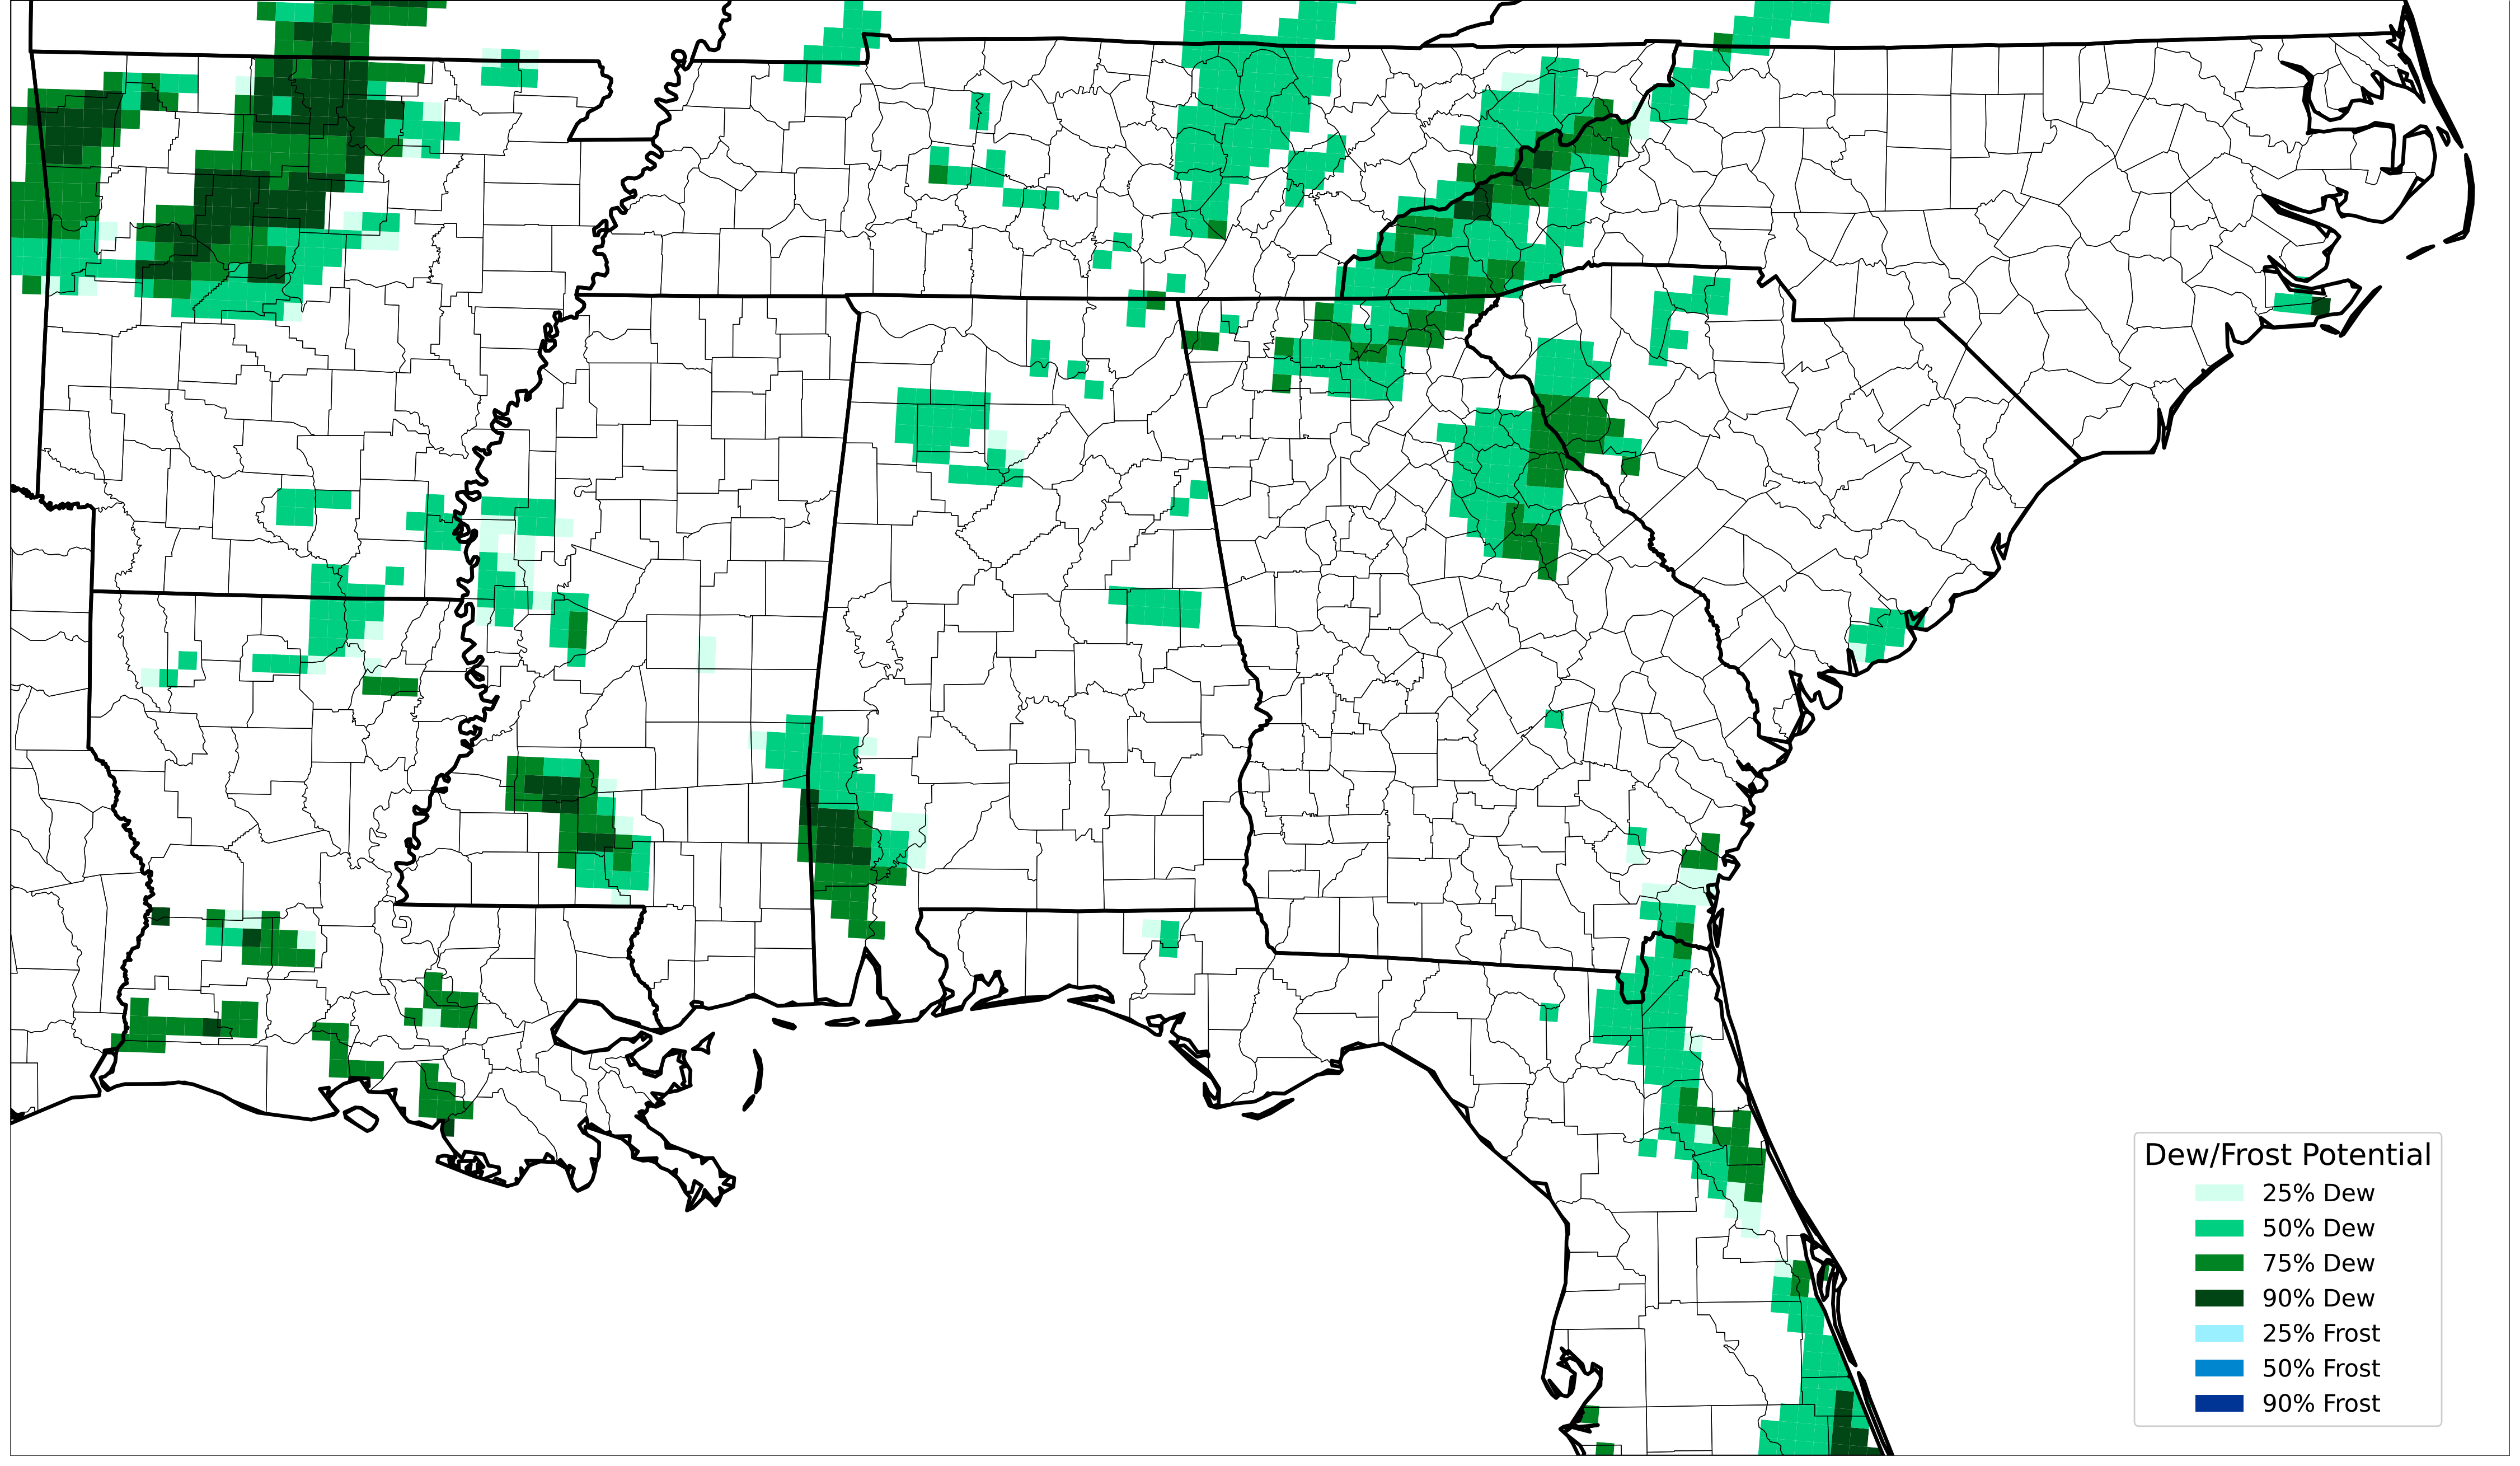 Dew/Frost Potential
25% Dew
50% Dew
75% Dew
90% Dew
25% Frost
50% Frost
90% Frost